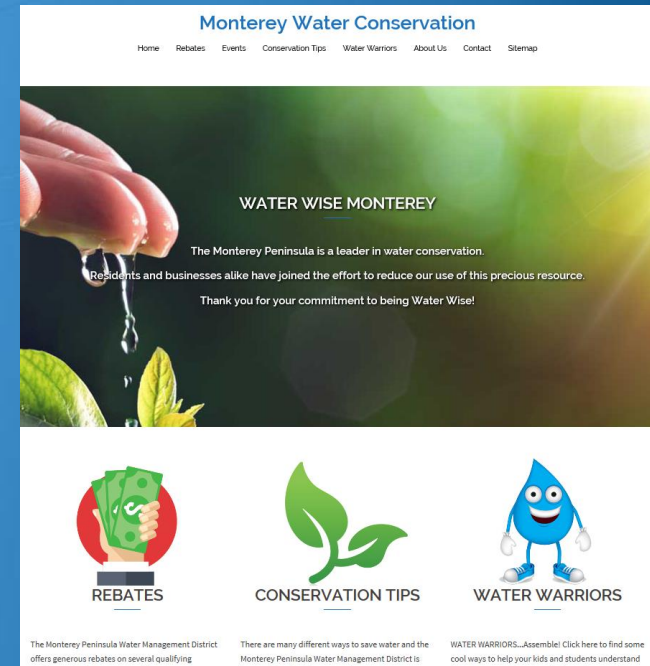 Monterey Water Conservation
Home Rebates Events Conservation Tips Water Warriors About Us Contact Sitemap
WATER WISE MONTEREY
The Monterey Peninsula is a leader in water conservation.
Residents and businesses alike have joined the effort to reduce our use of this precious resource.
Thank you for your commitment to being Water Wise!
REBATES
The Monterey Peninsula Water Management District
offers generous rebates on several qualifying
CONSERVATION TIPS
There are many different ways to save water and the
Monterey Peninsula Water Management District is
WATER WARRIORS
WATER WARRIORS...Assemble! Click here to find some
cool ways to help your kids and students understand